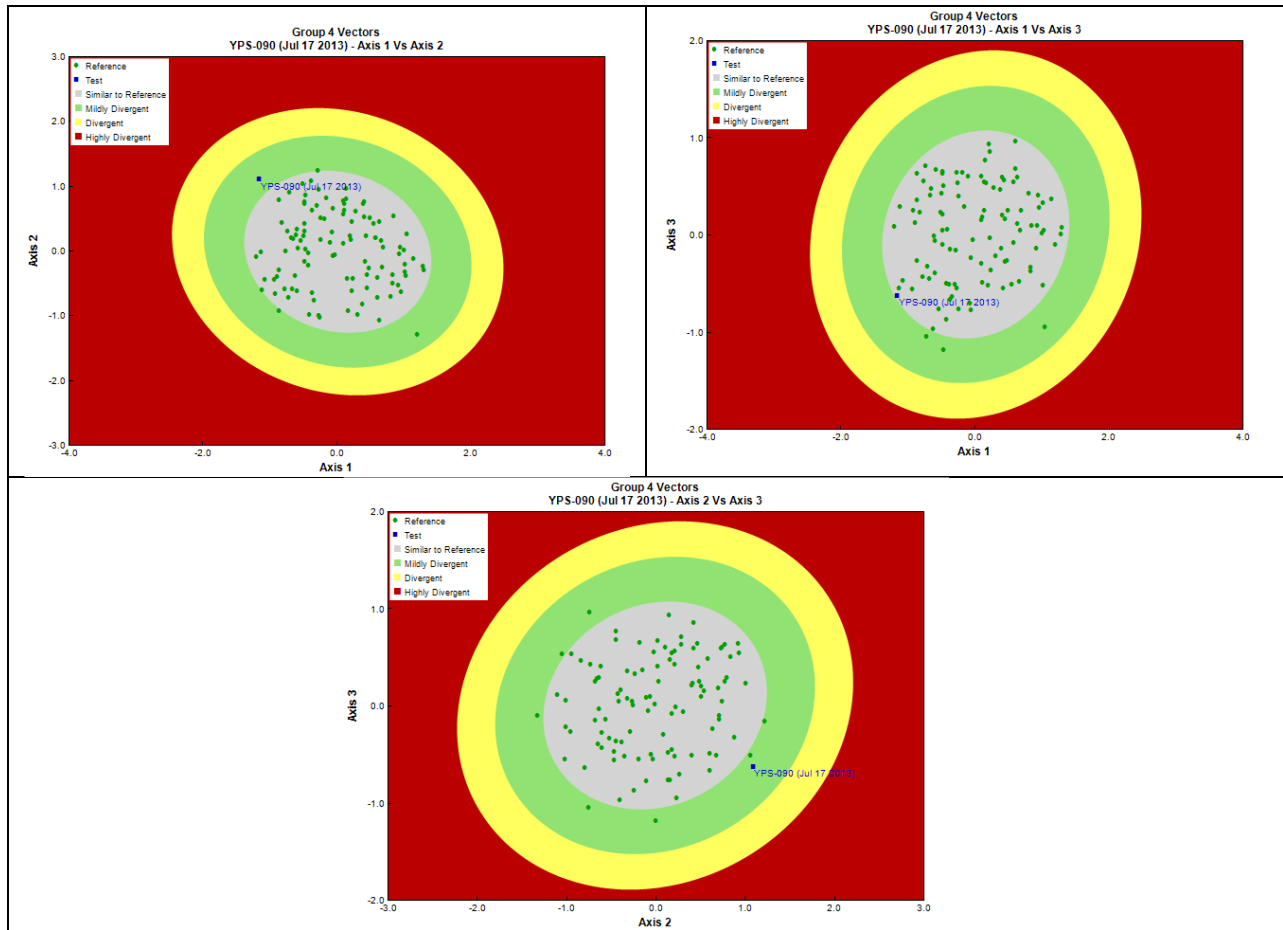 Group 4 Vectors
YPS-090 (Jul 17 2013) - Axis 1 Vs Axis 2
3.0
2.0
1.0
0.0
-1.0
-2.0
-3.0
Axis 2
Reference
Test
Similar to Reference
Mildly Divergent
Divergent
Highly Divergent
YPS-090 (Jul 17 2013)
-4.0
-2.0
0.0
2.0
4.0
Axis 1
Group 4 Vectors
YPS-090 (Jul 17 2013) - Axis 1 Vs Axis 3
2.0
1.0
0.0
-1.0
-2.0
Axis 3
Reference
Test
Similar to Reference
Mildly Divergent
Divergent
Highly Divergent
YPS-090 (Jul 17 2013)
-4.0
-2.0
0.0
2.0
4.0
Axis 1
Group 4 Vectors
YPS-090 (Jul 17 2013) - Axis 2 Vs Axis 3
2.0
1.0
0.0
-1.0
-2.0
Axis 3
Reference
Test
Similar to Reference
Mildly Divergent
Divergent
Highly Divergent
YPS-090 (Jul 17 2013)
-3.0
-1.0
1.0
3.0
Axis 2